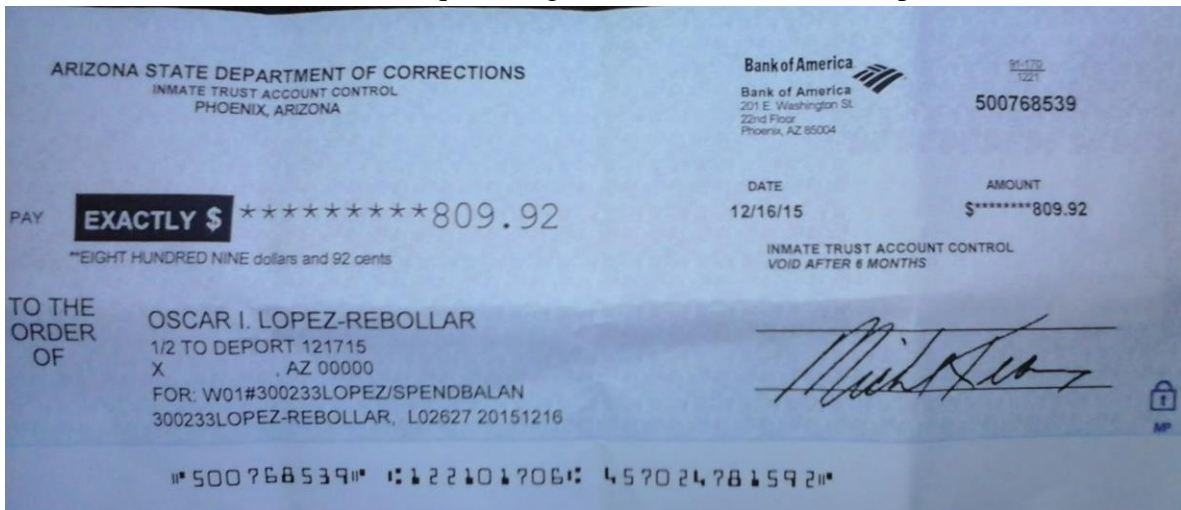 ARIZONA STATE DEPARTMENT OF CORRECTIONS
INMATE TRUST ACCOUNT CONTROL
PHOENIX, ARIZONA
Bank of America
Bank of America
201 E. Washington St.
22nd Floor
Phoenix, AZ 85004
91-170
1221
500768539
DATE
12/16/15
AMOUNT
$********809.92
PAY EXACTLY $ *********809.92
**EIGHT HUNDRED NINE dollars and 92 cents
INMATE TRUST ACCOUNT CONTROL
VOID AFTER 6 MONTHS
TO THE
ORDER
OF
OSCAR I. LOPEZ-REBOLLAR
1/2 TO DEPORT 121715
X , AZ 00000
FOR: W01#300233LOPEZ/SPENDBALAN
300233LOPEZ-REBOLLAR, L02627 20151216
MP
⑈500768539⑈ ⑆122101706⑆ 457024781592⑈